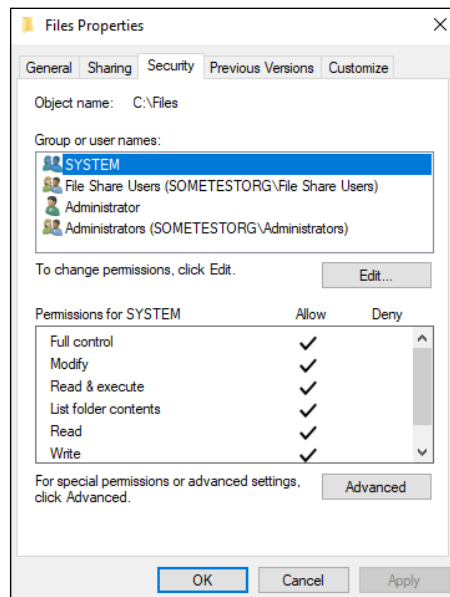 Files Properties
General Sharing Security Previous Versions Customize
Object name: C:\Files
Group or user names:
SYSTEM
File Share Users (SOMETESTORG\File Share Users)
Administrator
Administrators (SOMETESTORG\Administrators)
To change permissions, click Edit.
Edit...
Permissions for SYSTEM Allow Deny
Full control
Modify
Read & execute
List folder contents
Read
Write
For special permissions or advanced settings,
click Advanced.
Advanced
OK Cancel Apply